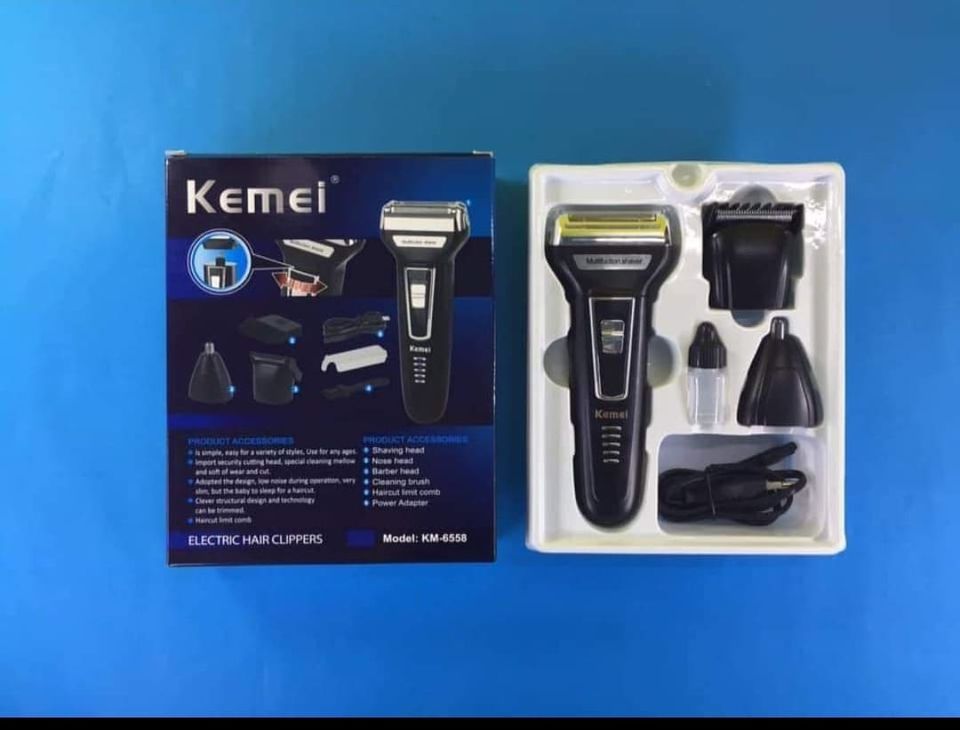 Kemei®
Multifuction shaver
Kemei
PRODUCT ACCESSORIES
Is simple, easy for a variety of styles, Use for any ages.
Import security cutting head, special cleaning mellow
and soft of wear and cut.
Adopted the design, low noise during operation, very
slim, but the baby to sleep for a haircut.
Clever structural design and technology
can be trimmed.
Haircut limit comb
PRODUCT ACCESSORIES
Shaving head
Nose head
Barber head
Cleaning brush
Haircut limit comb
Power Adapter
ELECTRIC HAIR CLIPPERS
Model: KM-6558
Multifuction shaver
Kemei